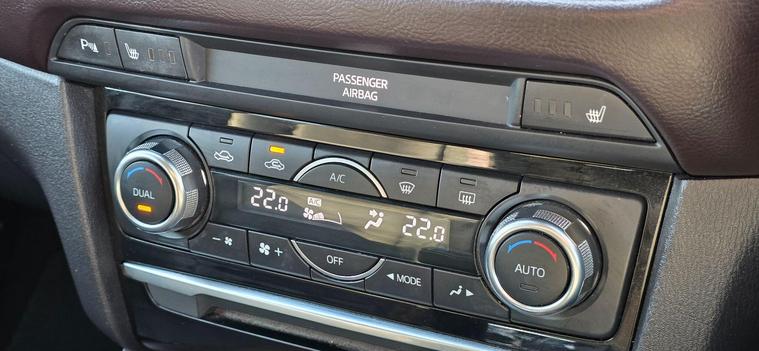 P
PASSENGER
AIRBAG
DUAL
A/C
22.0
A/C
22.0
AUTO
-
+
OFF
◄ MODE
►